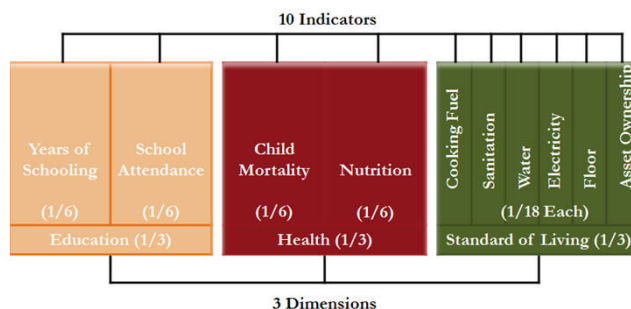 10 Indicators
Years of
Schooling
(1/6)
School
Attendance
(1/6)
Education (1/3)
Child
Mortality
(1/6)
Nutrition
(1/6)
Health (1/3)
Cooking Fuel
Sanitation
Water
Electricity
Floor
Asset Ownership
(1/18 Each)
Standard of Living (1/3)
3 Dimensions